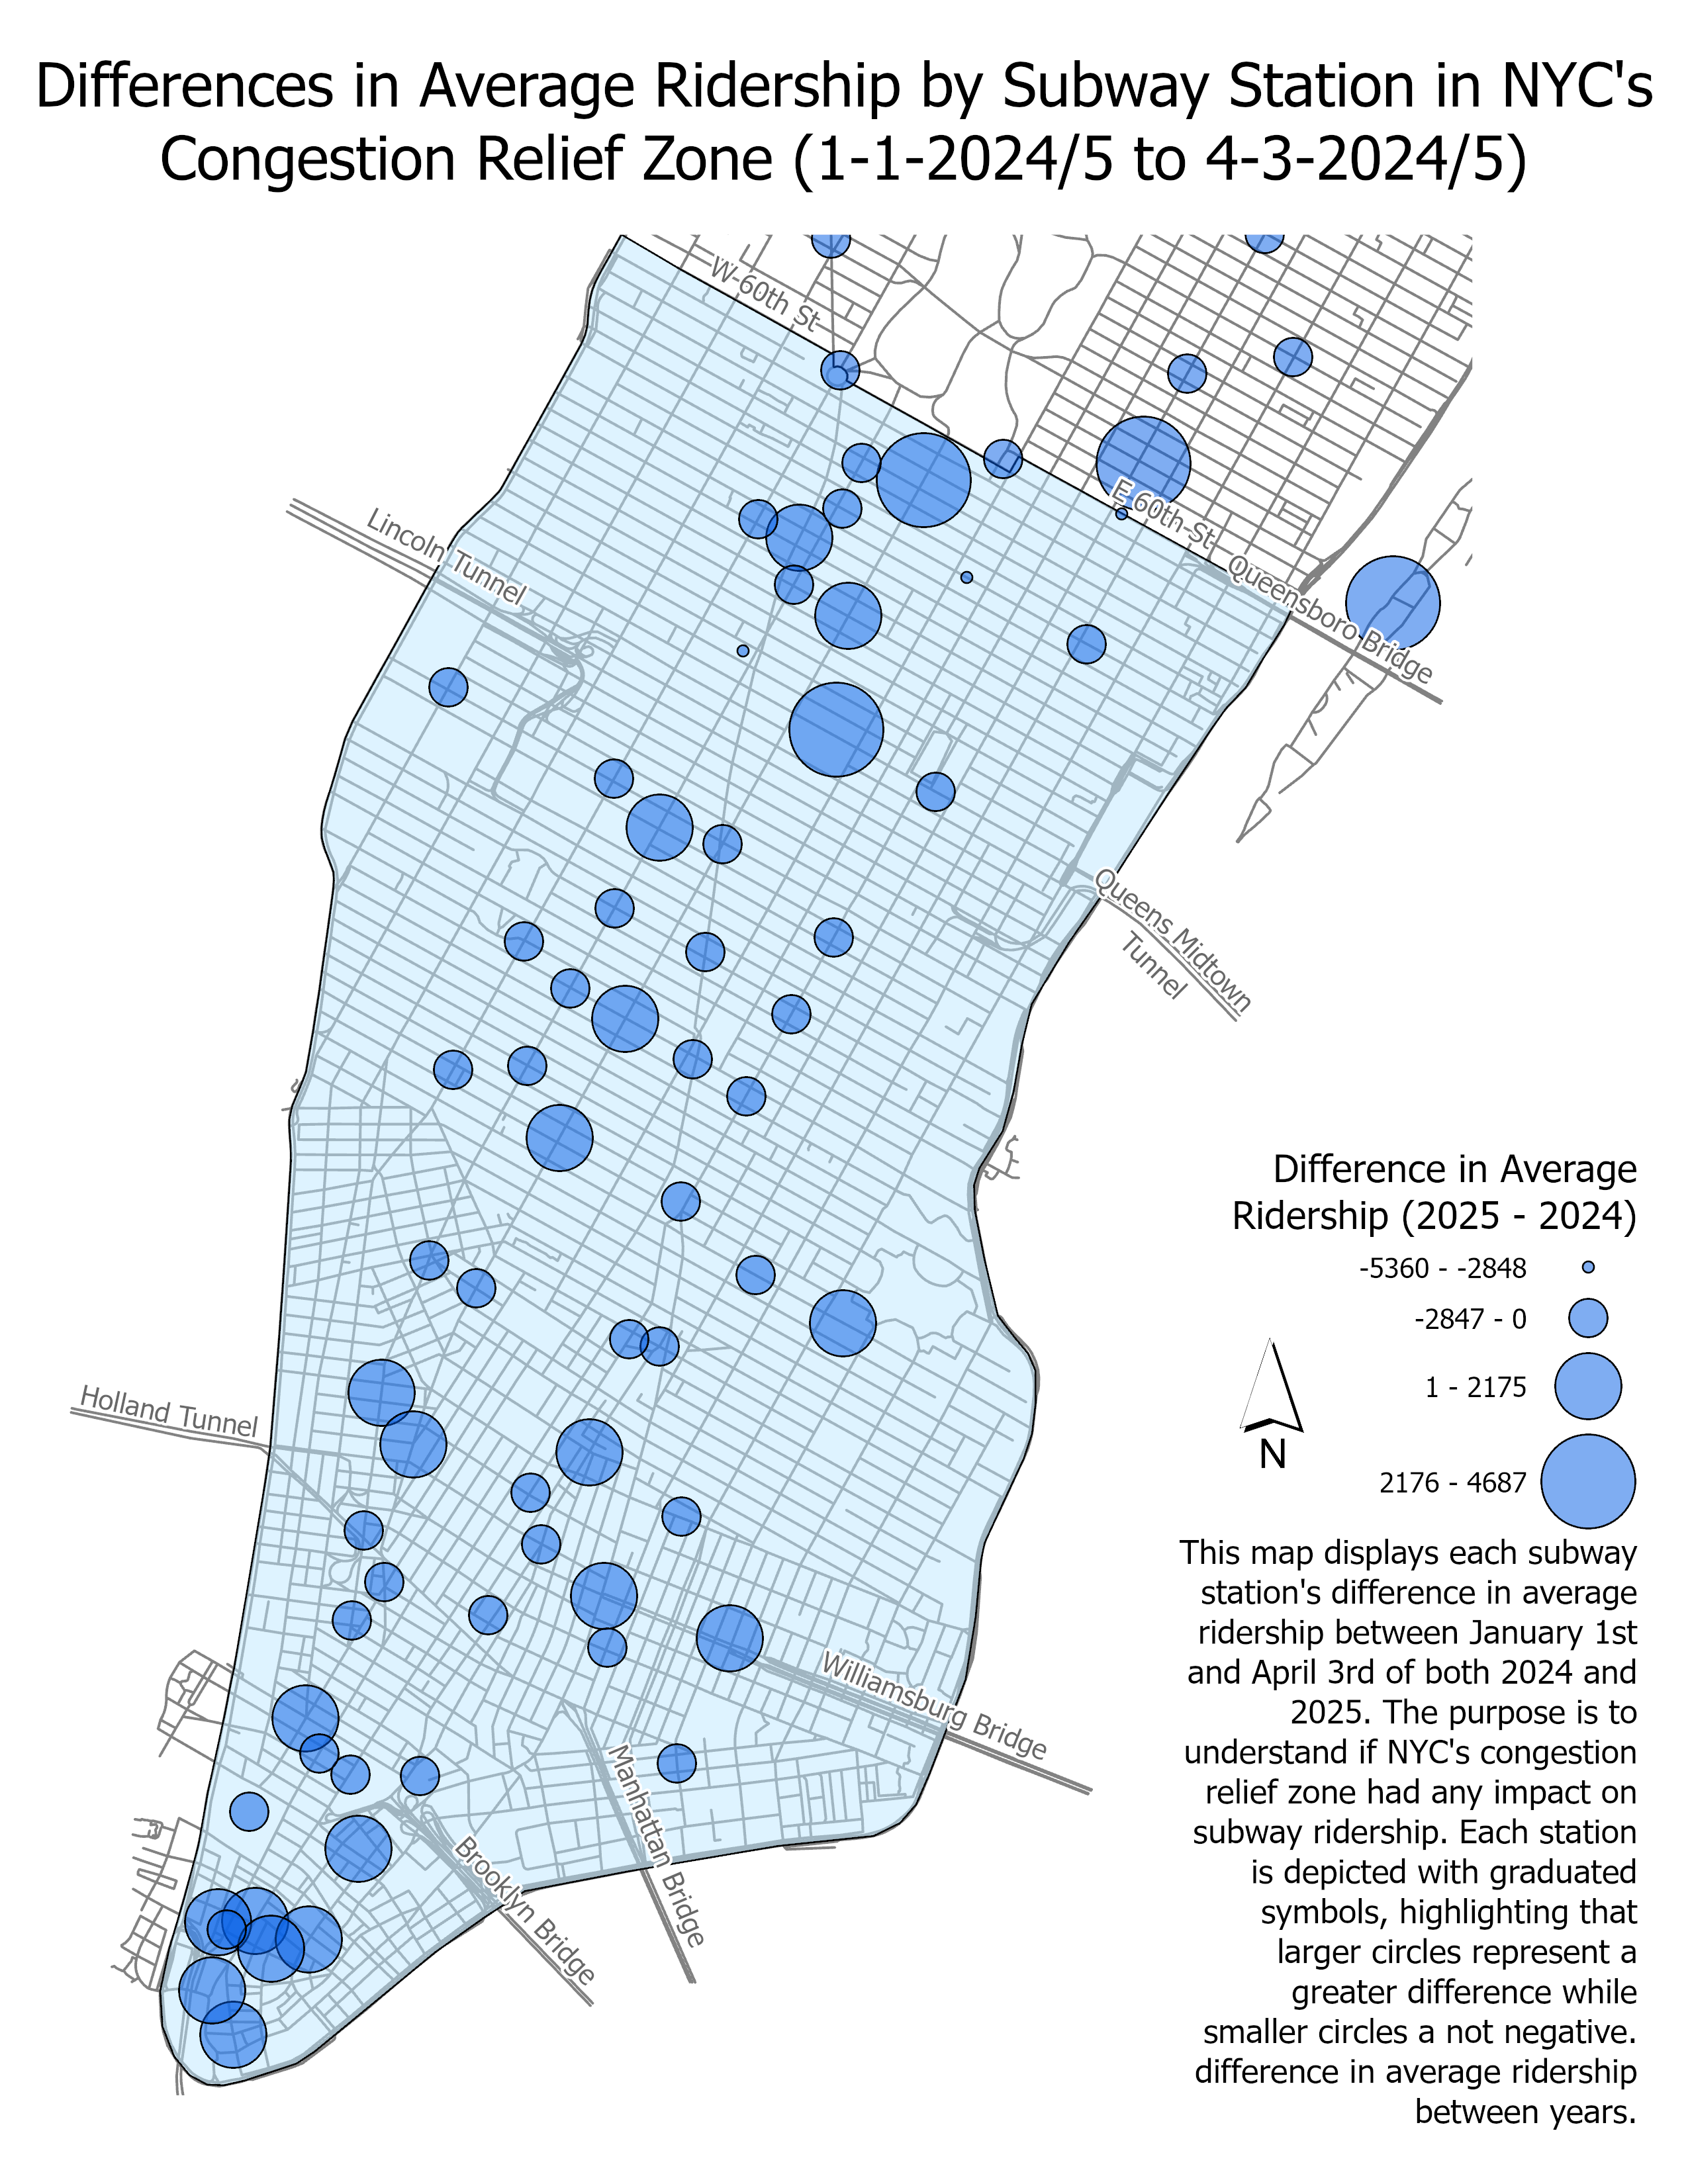 Differences in Average Ridership by Subway Station in NYC's
Congestion Relief Zone (1-1-2024/5 to 4-3-2024/5)
W-60th St
E 60th St
Lincoln Tunnel
Queensboro Bridge
Queens Midtown
Tunnel
Holland Tunnel
Williamsburg Bridge
Manhattan Bridge
Brooklyn Bridge
Difference in Average
Ridership (2025 - 2024)
-5360 - -2848
-2847 - 0
1 - 2175
2176 - 4687
N
This map displays each subway
station's difference in average
ridership between January 1st
and April 3rd of both 2024 and
2025. The purpose is to
understand if NYC's congestion
relief zone had any impact on
subway ridership. Each station
is depicted with graduated
symbols, highlighting that
larger circles represent a
greater difference while
smaller circles a not negative.
difference in average ridership
between years.